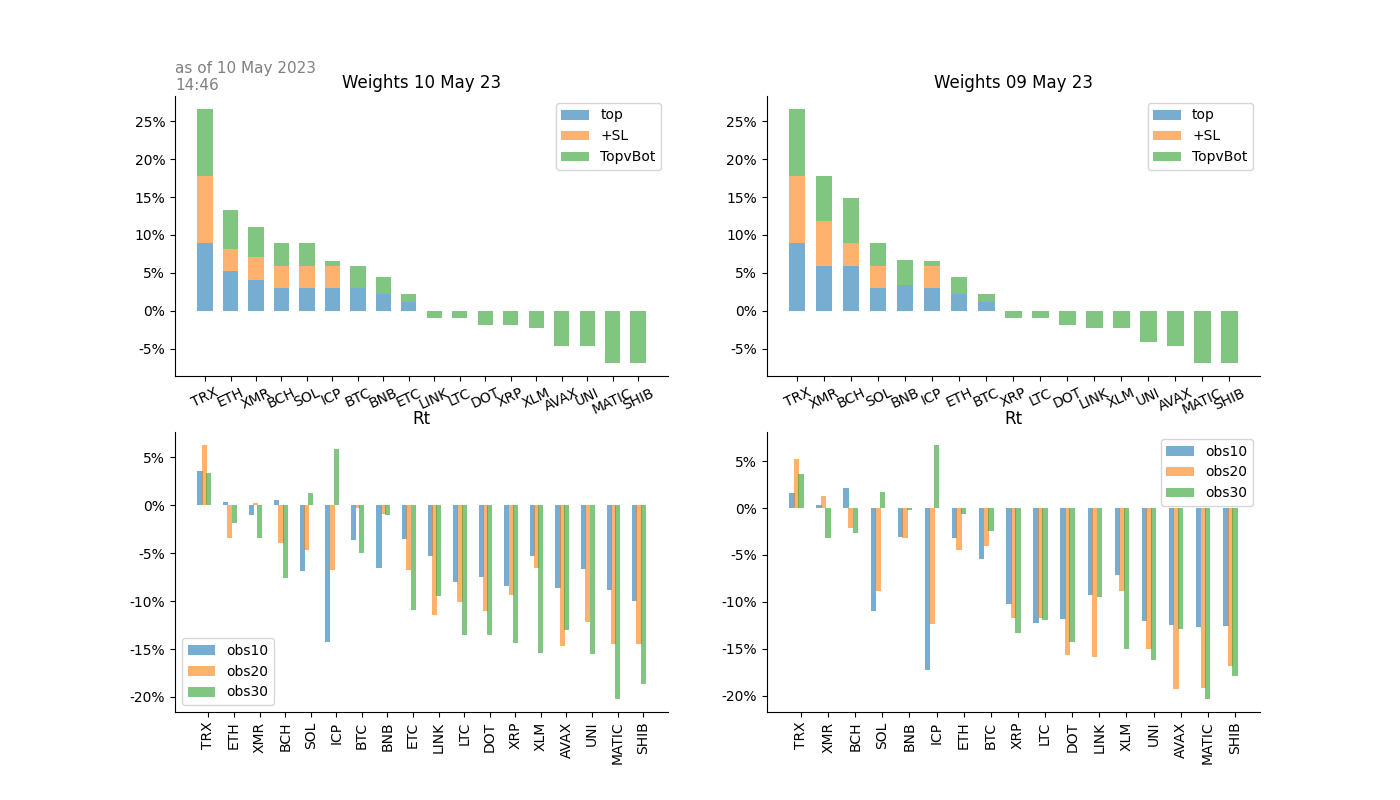 as of 10 May 2023
14:46
Weights 10 May 23
25%
20%
15%
10%
5%
0%
-5%
top
+SL
TopvBot
TRX ETH XMR BCH SOL ICP BTC BNB ETC LINK LTC DOT XRP XLM AVAX UNI MATIC SHIB
Weights 09 May 23
25%
20%
15%
10%
5%
0%
-5%
top
+SL
TopvBot
TRX XMR BCH SOL BNB ICP ETH BTC XRP LTC DOT LINK XLM UNI AVAX MATIC SHIB
Rt
5%
0%
-5%
-10%
-15%
-20%
obs10
obs20
obs30
TRX ETH XMR BCH SOL ICP BTC BNB ETC LINK LTC DOT XRP XLM AVAX UNI MATIC SHIB
Rt
5%
0%
-5%
-10%
-15%
-20%
obs10
obs20
obs30
TRX XMR BCH SOL BNB ICP ETH BTC XRP LTC DOT LINK XLM UNI AVAX MATIC SHIB